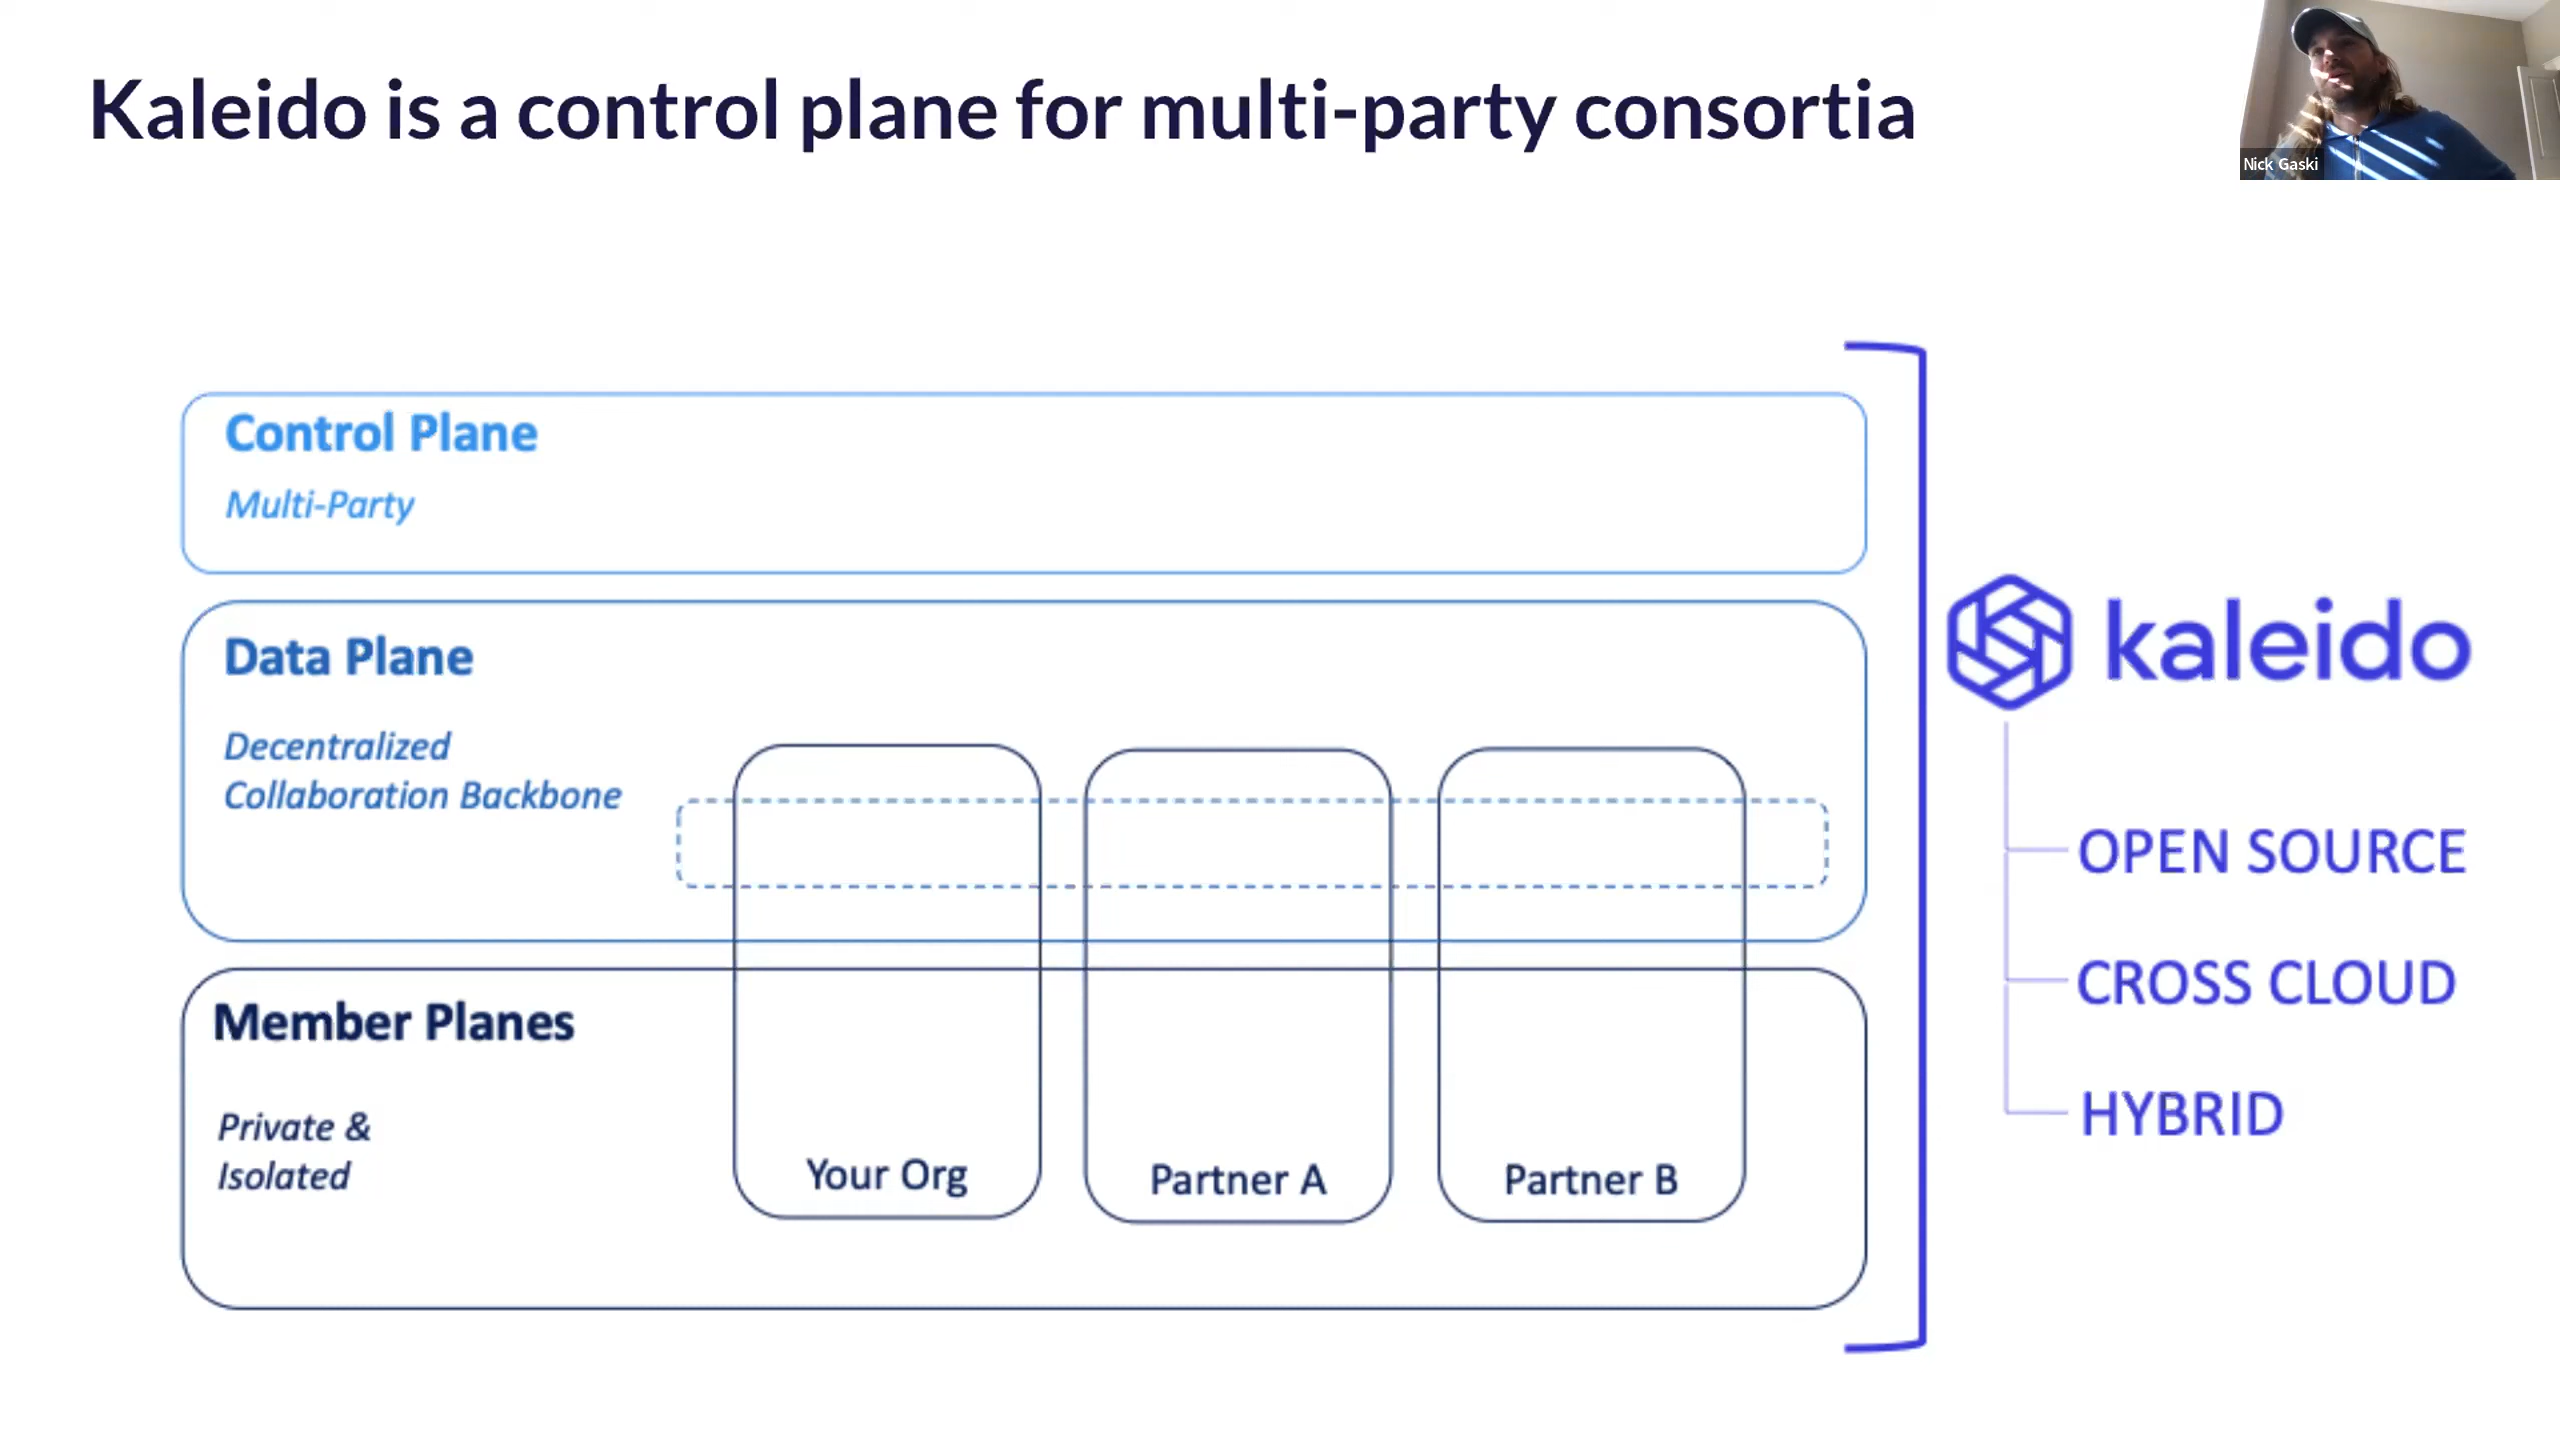 Kaleido is a control plane for multi-party consortia
Nick Gaski
Control Plane
Multi-Party
Data Plane
Decentralized
Collaboration Backbone
Member Planes
Private &
Isolated
Your Org
Partner A
Partner B
kaleido
OPEN SOURCE
CROSS CLOUD
HYBRID